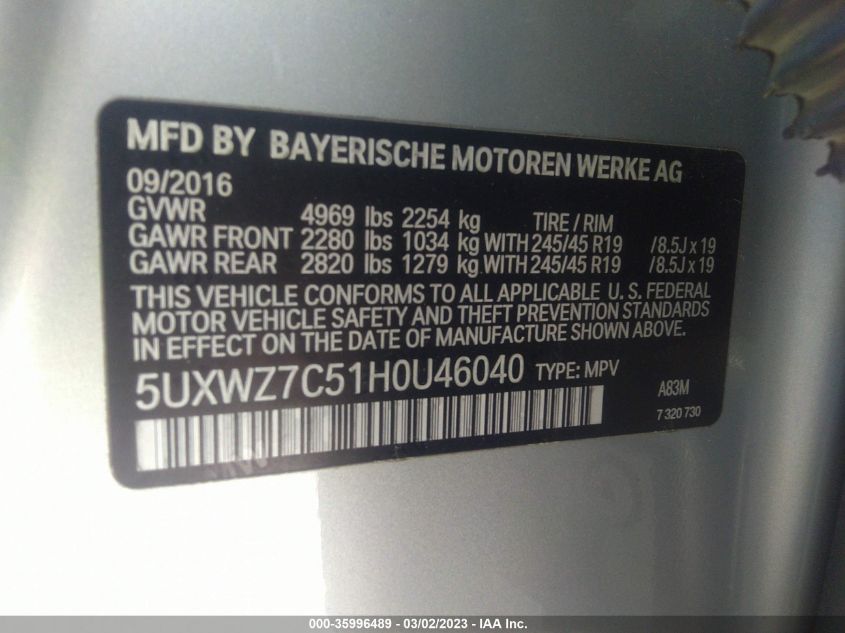 MFD BY BAYERISCHE MOTOREN WERKE AG
09/2016
GVWR 4969 lbs 2254 kg TIRE / RIM
GAWR FRONT 2280 lbs 1034 kg WITH 245/45 R19 / 8.5J x 19
GAWR REAR 2820 lbs 1279 kg WITH 245/45 R19 / 8.5J x 19
THIS VEHICLE CONFORMS TO ALL APPLICABLE U. S. FEDERAL
MOTOR VEHICLE SAFETY AND THEFT PREVENTION STANDARDS
IN EFFECT ON THE DATE OF MANUFACTURE SHOWN ABOVE.
5UXWZ7C51H0U46040 TYPE: MPV
A83M
7 320 730
000-35996489 - 03/02/2023 - IAA Inc.